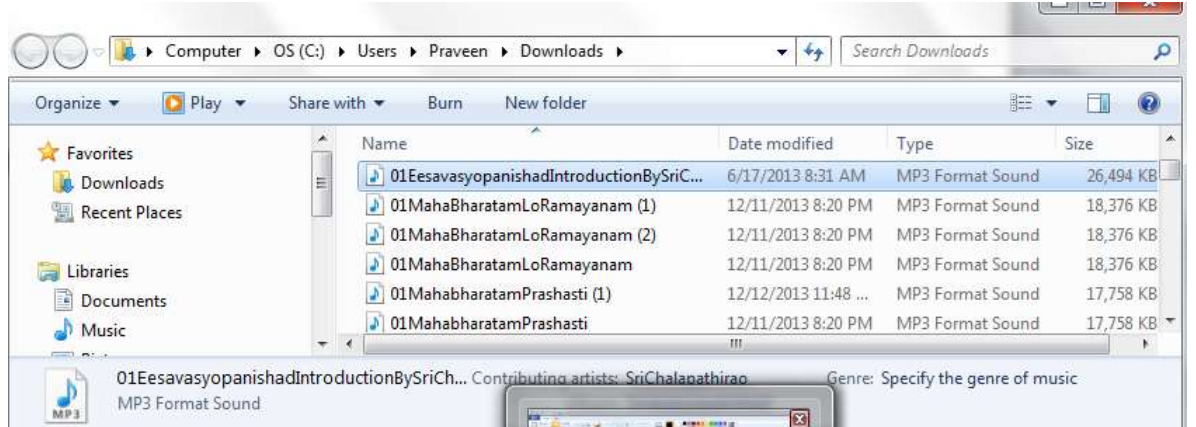 Computer ▸ OS (C:) ▸ Users ▸ Praveen ▸ Downloads ▸ Search Downloads
Organize Play Share with Burn New folder
Favorites
Downloads
Recent Places
Libraries
Documents
Music
Name Date modified Type Size
01EesavasyopanishadIntroductionBySriC... 6/17/2013 8:31 AM MP3 Format Sound 26,494 KB
01MahaBharatamLoRamayanam (1) 12/11/2013 8:20 PM MP3 Format Sound 18,376 KB
01MahaBharatamLoRamayanam (2) 12/11/2013 8:20 PM MP3 Format Sound 18,376 KB
01MahaBharatamLoRamayanam 12/11/2013 8:20 PM MP3 Format Sound 18,376 KB
01MahabharatamPrashasti (1) 12/12/2013 11:48 ... MP3 Format Sound 17,758 KB
01MahabharatamPrashasti 12/11/2013 8:20 PM MP3 Format Sound 17,758 KB
01EesavasyopanishadIntroductionBySriCh... Contributing artists: SriChalapathirao Genre: Specify the genre of music
MP3 Format Sound
MP3